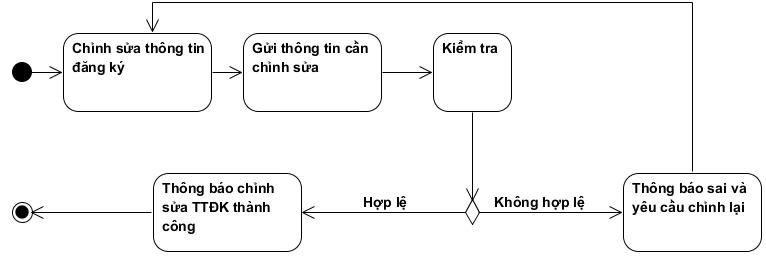 Chỉnh sửa thông tin
đăng ký
Gửi thông tin cần
chỉnh sửa
Kiểm tra
Thông báo chỉnh
sửa TTĐK thành
công
Hợp lệ
Không hợp lệ
Thông báo sai và
yêu cầu chỉnh lại